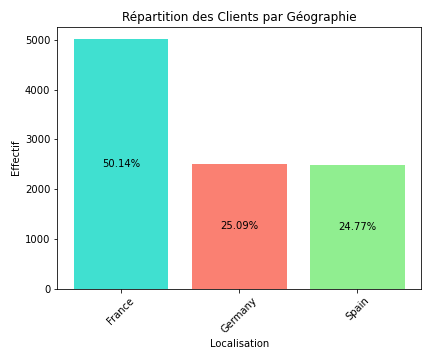 Répartition des Clients par Géographie
Effectif
5000
4000
3000
2000
1000
0
50.14%
25.09%
24.77%
France
Germany
Spain
Localisation